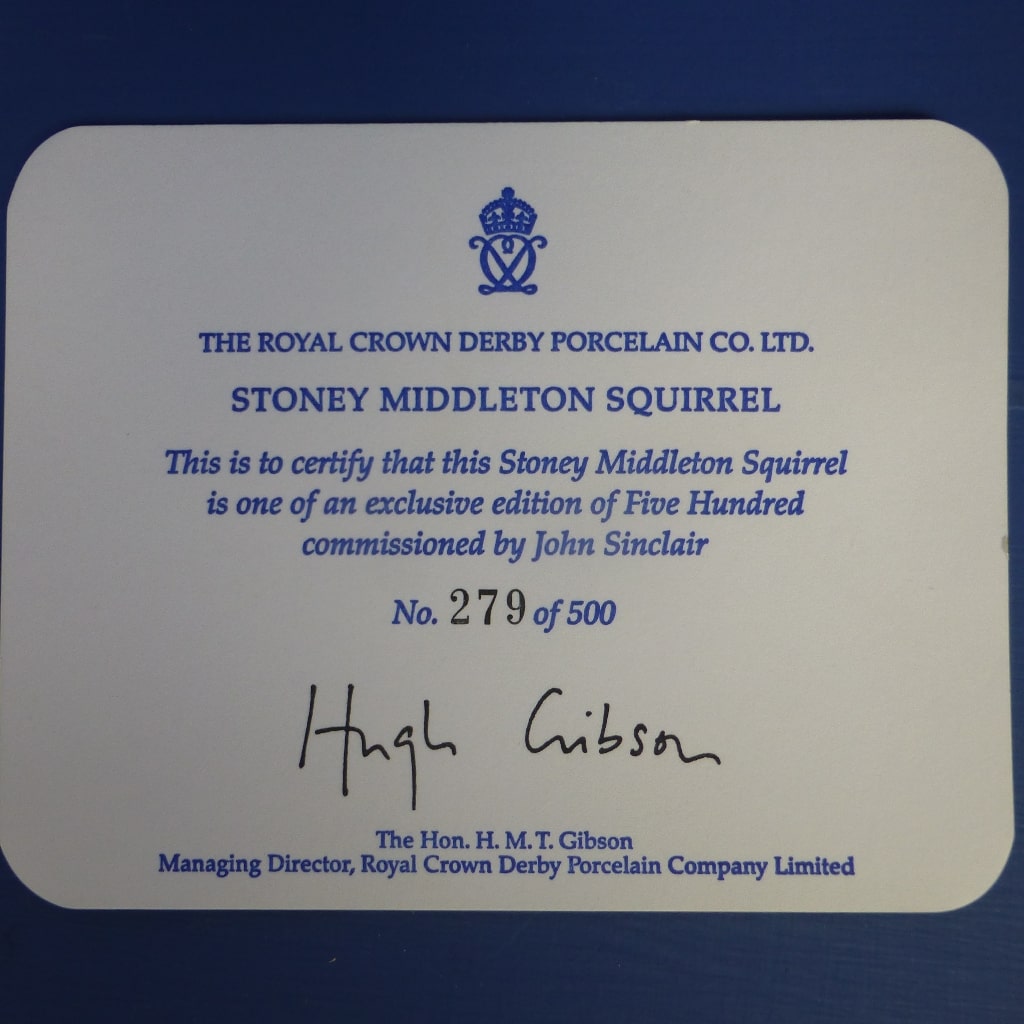 THE ROYAL CROWN DERBY PORCELAIN CO. LTD.
STONEY MIDDLETON SQUIRREL
This is to certify that this Stoney Middleton Squirrel
is one of an exclusive edition of Five Hundred
commissioned by John Sinclair
No. 279 of 500
Hugh Gibson
The Hon. H. M. T. Gibson
Managing Director, Royal Crown Derby Porcelain Company Limited